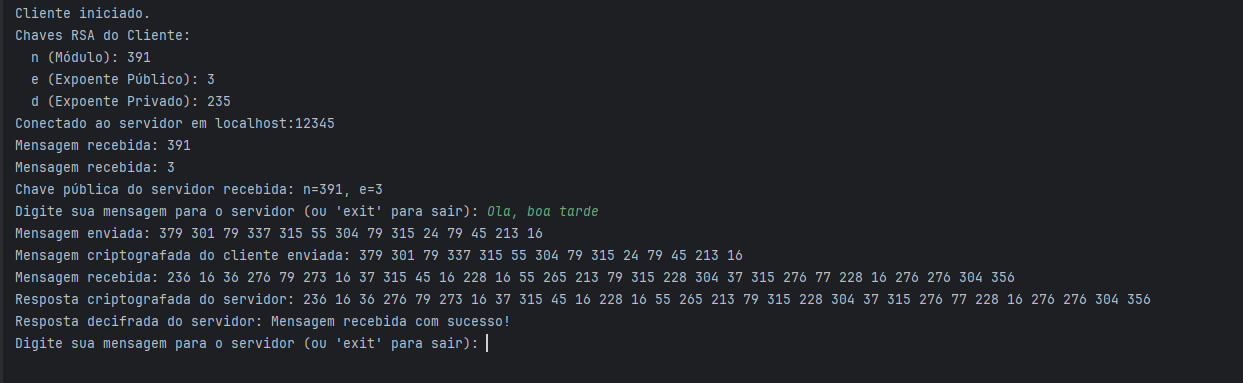 Cliente iniciado.
Chaves RSA do Cliente:
  n (Módulo): 391
  e (Expoente Público): 3
  d (Expoente Privado): 235
Conectado ao servidor em localhost:12345
Mensagem recebida: 391
Mensagem recebida: 3
Chave pública do servidor recebida: n=391, e=3
Digite sua mensagem para o servidor (ou 'exit' para sair): Ola, boa tarde
Mensagem enviada: 379 301 79 337 315 55 304 79 315 24 79 45 213 16
Mensagem criptografada do cliente enviada: 379 301 79 337 315 55 304 79 315 24 79 45 213 16
Mensagem recebida: 236 16 36 276 79 273 16 37 315 45 16 228 16 55 265 213 79 315 228 304 37 315 276 77 228 16 276 276 304 356
Resposta criptografada do servidor: 236 16 36 276 79 273 16 37 315 45 16 228 16 55 265 213 79 315 228 304 37 315 276 77 228 16 276 276 304 356
Resposta decifrada do servidor: Mensagem recebida com sucesso!
Digite sua mensagem para o servidor (ou 'exit' para sair):